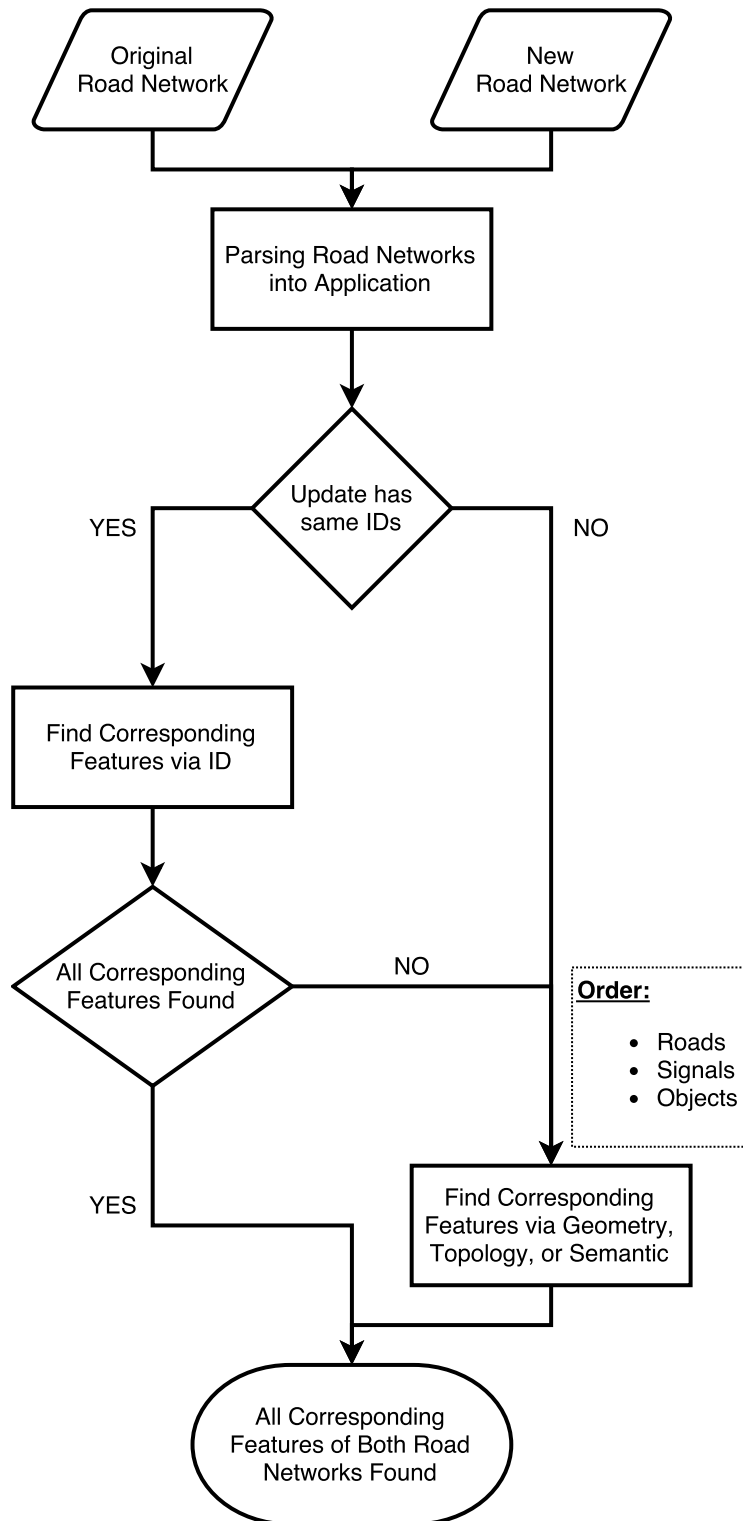 Original
Road Network
New
Road Network
Parsing Road Networks
into Application
Update has
same IDs
YES
NO
Find Corresponding
Features via ID
All Corresponding
Features Found
NO
Order:
• Roads
• Signals
• Objects
YES
Find Corresponding
Features via Geometry,
Topology, or Semantic
All Corresponding
Features of Both Road
Networks Found